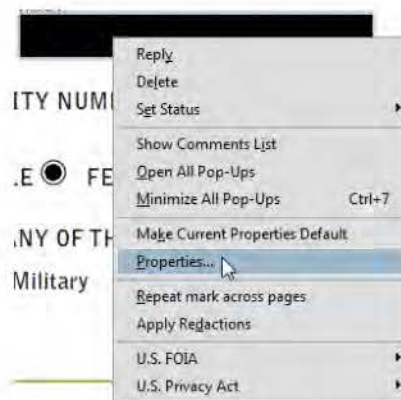 Reply
Delete
ITY NUM
Set Status
Show Comments List
.E FE
Open All Pop-Ups
Minimize All Pop-Ups Ctrl+7
NY OF TH
Make Current Properties Default
Properties...
Military
Repeat mark across pages
Apply Redactions
U.S. FOIA
U.S. Privacy Act